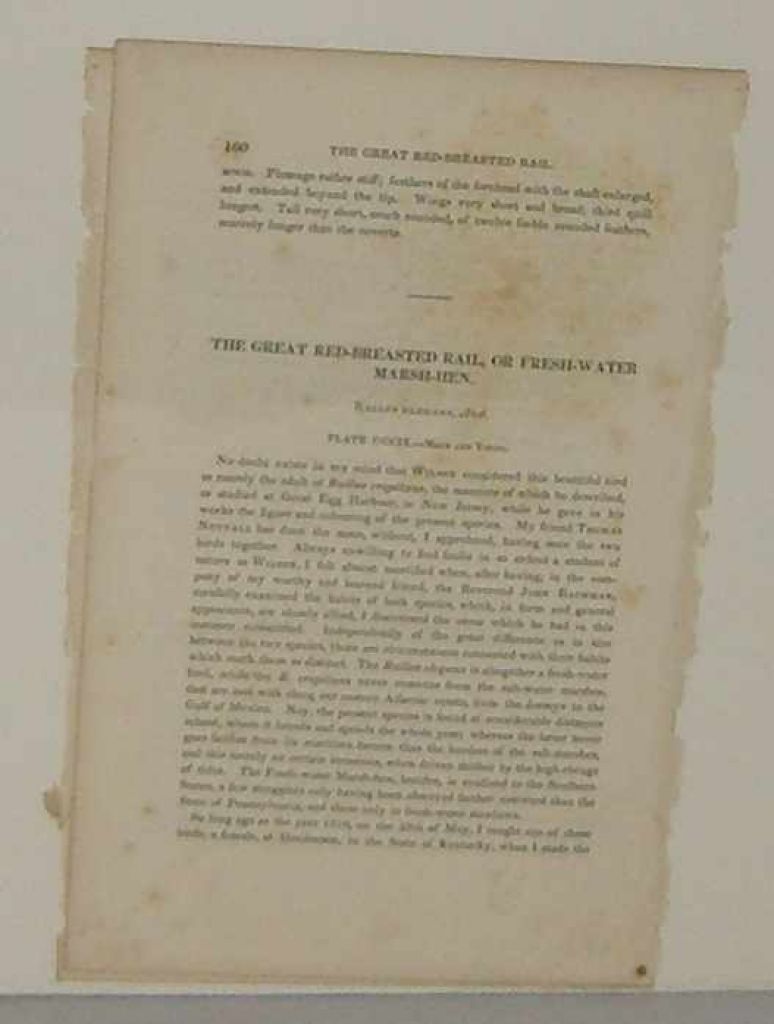 160 THE GREAT RED-BREASTED RAIL.
Plumage rather stiff; feathers of the forehead with the shaft enlarged,
and extended beyond the tip. Wings very short and broad, third quill
longest. Tail very short, much rounded, of twelve feeble rounded feathers,
scarcely longer than the coverts.
THE GREAT RED-BREASTED RAIL, OR FRESH-WATER
MARSH-HEN.
RALLUS ELEGANS, Aud.
PLATE CCCIX.—MALE AND YOUNG.
No doubt exists in my mind that WILSON considered this beautiful bird
as merely the adult of Rallus crepitans, the manners of which he described,
as studied at Great Egg Harbour, in New Jersey, while he gave in his
works the figure and colouring of the present species. My friend THOMAS
NUTTALL has done the same, without, I apprehend, having seen the two
birds together. Always unwilling to find faults in so ardent a student of
nature as WILSON, I felt almost mortified when, after having, in the com-
pany of my worthy and learned friend, the Reverend JOHN BACHMAN,
carefully examined the habits of both species, which, in form and general
appearance, are closely allied, I discovered the error which he had in this
instance committed. Independently of the great difference as to size
between the two species, there are circumstances connected with their habits
which mark them as distinct. The Rallus elegans is altogether a fresh-water
bird, while the R. crepitans never removes from the salt-water marshes,
that are met with along our eastern Atlantic coasts, from the Jerseys to the
Gulf of Mexico. Nay, the present species is found at considerable distances
inland, where it breeds and spends the whole year; whereas the latter never
goes farther from its maritime haunts than the borders of the salt-marshes,
and this merely on certain occasions, when driven thither by the high-
of tides. The Fresh-water Marsh-hen, besides, is confined to the Southern
States, a few stragglers only having been observed farther eastward than the
State of Pennsylvania, and these only in fresh-water meadows.
So long ago as the year 1810, on the 29th of May, I caught one of these
birds, a female, at Henderson, in the State of Kentucky, when I made the